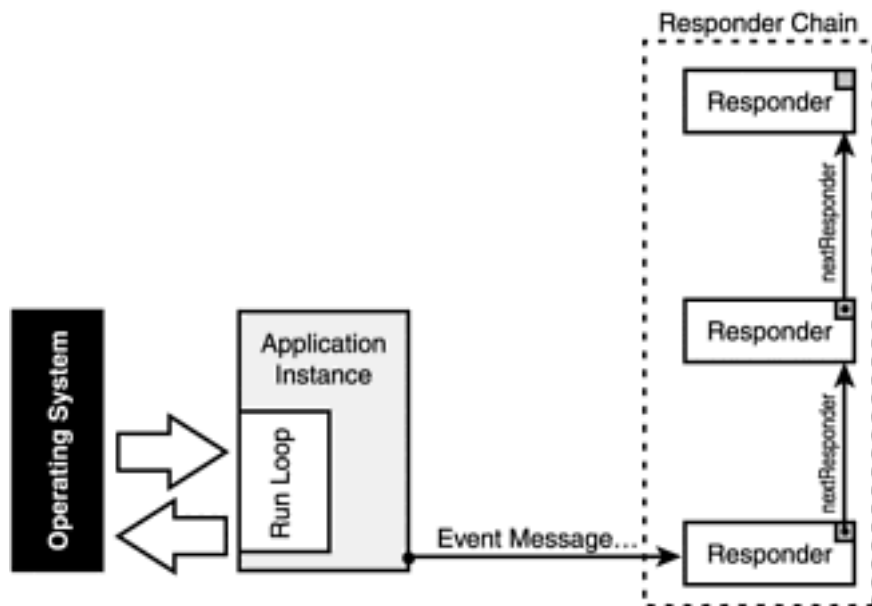 Responder Chain
Responder
nextResponder
Responder
nextResponder
Responder
Operating System
Application
Instance
Run Loop
Event Message...